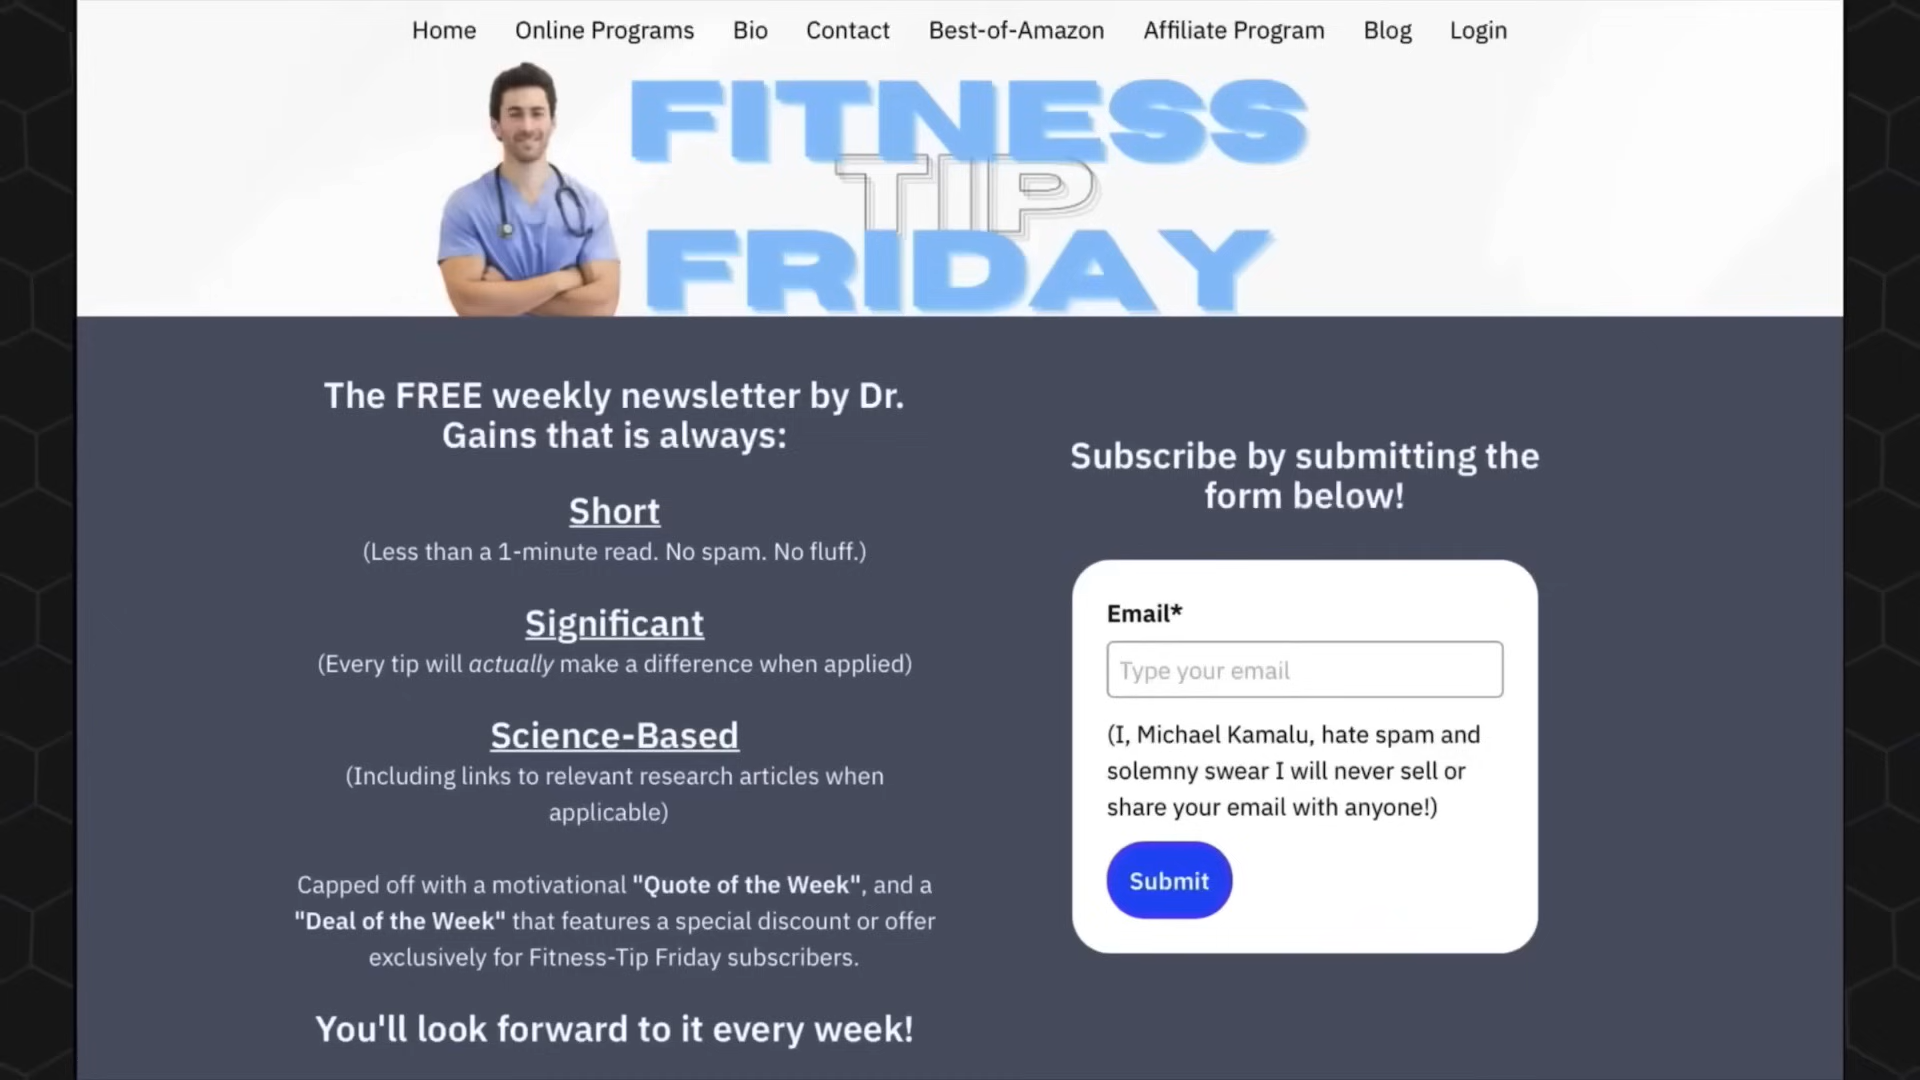 Home Online Programs Bio Contact Best-of-Amazon Affiliate Program Blog Login
FITNESS
TIP
FRIDAY
The FREE weekly newsletter by Dr.
Gains that is always:
Short
(Less than a 1-minute read. No spam. No fluff.)
Significant
(Every tip will actually make a difference when applied)
Science-Based
(Including links to relevant research articles when
applicable)
Capped off with a motivational "Quote of the Week", and a
"Deal of the Week" that features a special discount or offer
exclusively for Fitness-Tip Friday subscribers.
You'll look forward to it every week!
Subscribe by submitting the
form below!
Email*
Type your email
(I, Michael Kamalu, hate spam and
solemny swear I will never sell or
share your email with anyone!)
Submit